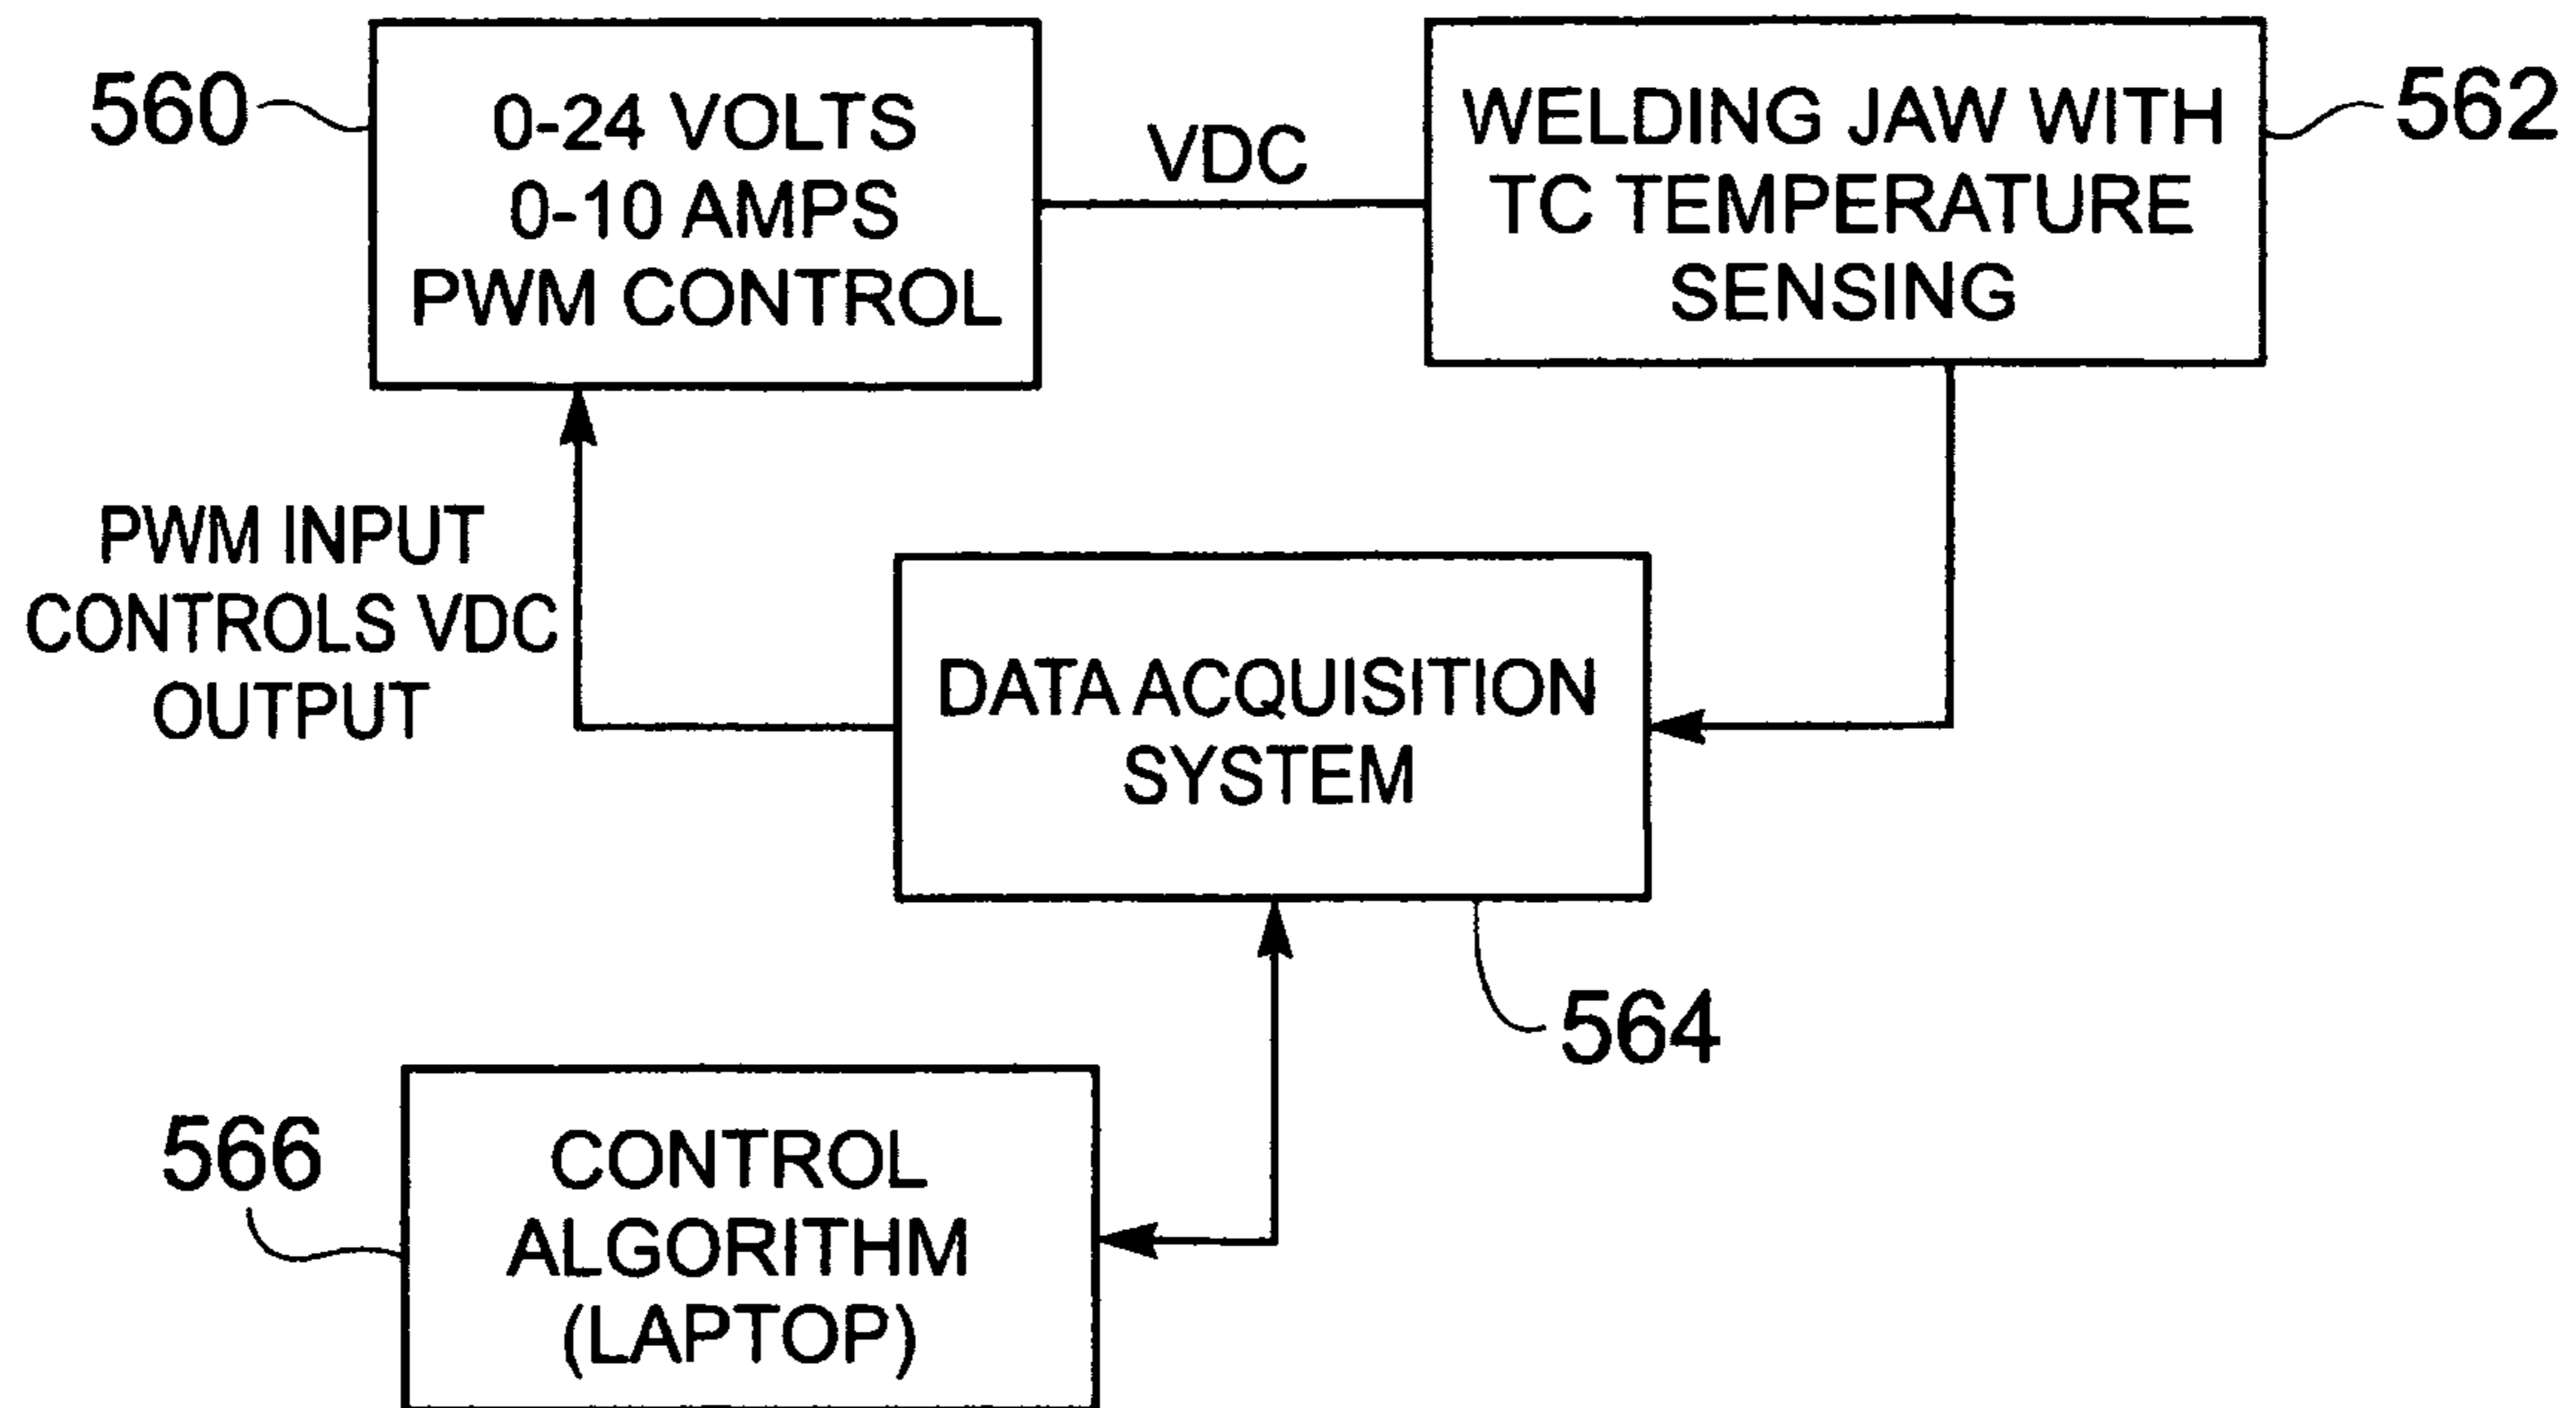 560
0-24 VOLTS
0-10 AMPS
PWM CONTROL
VDC
WELDING JAW WITH
TC TEMPERATURE
SENSING
562
PWM INPUT
CONTROLS VDC
OUTPUT
DATA ACQUISITION
SYSTEM
564
566
CONTROL
ALGORITHM
(LAPTOP)